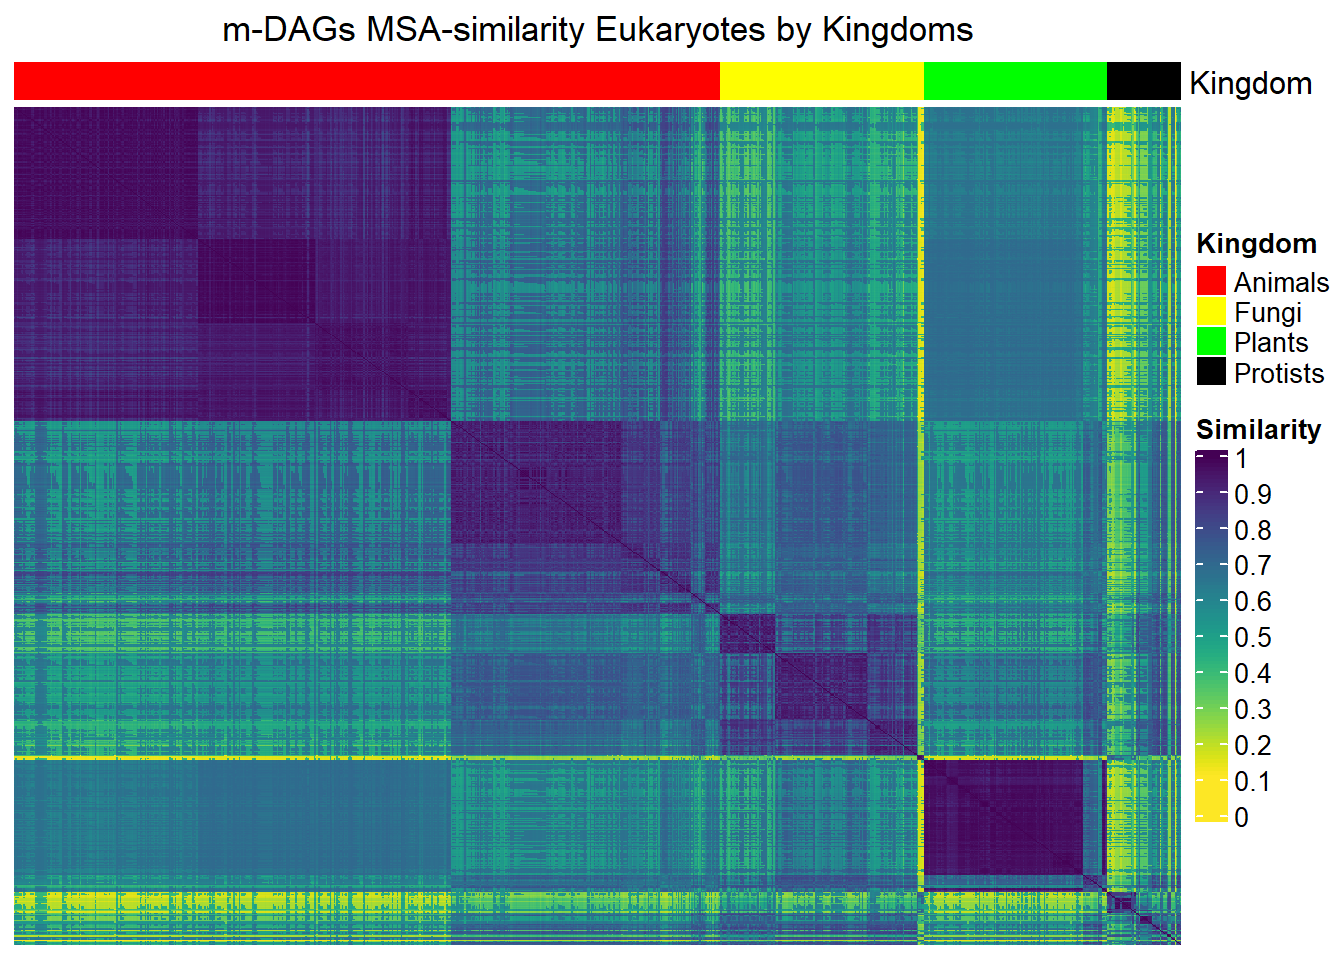 m-DAGs MSA-similarity Eukaryotes by Kingdoms
Kingdom
Kingdom
Animals
Fungi
Plants
Protists
Similarity
1
0.9
0.8
0.7
0.6
0.5
0.4
0.3
0.2
0.1
0